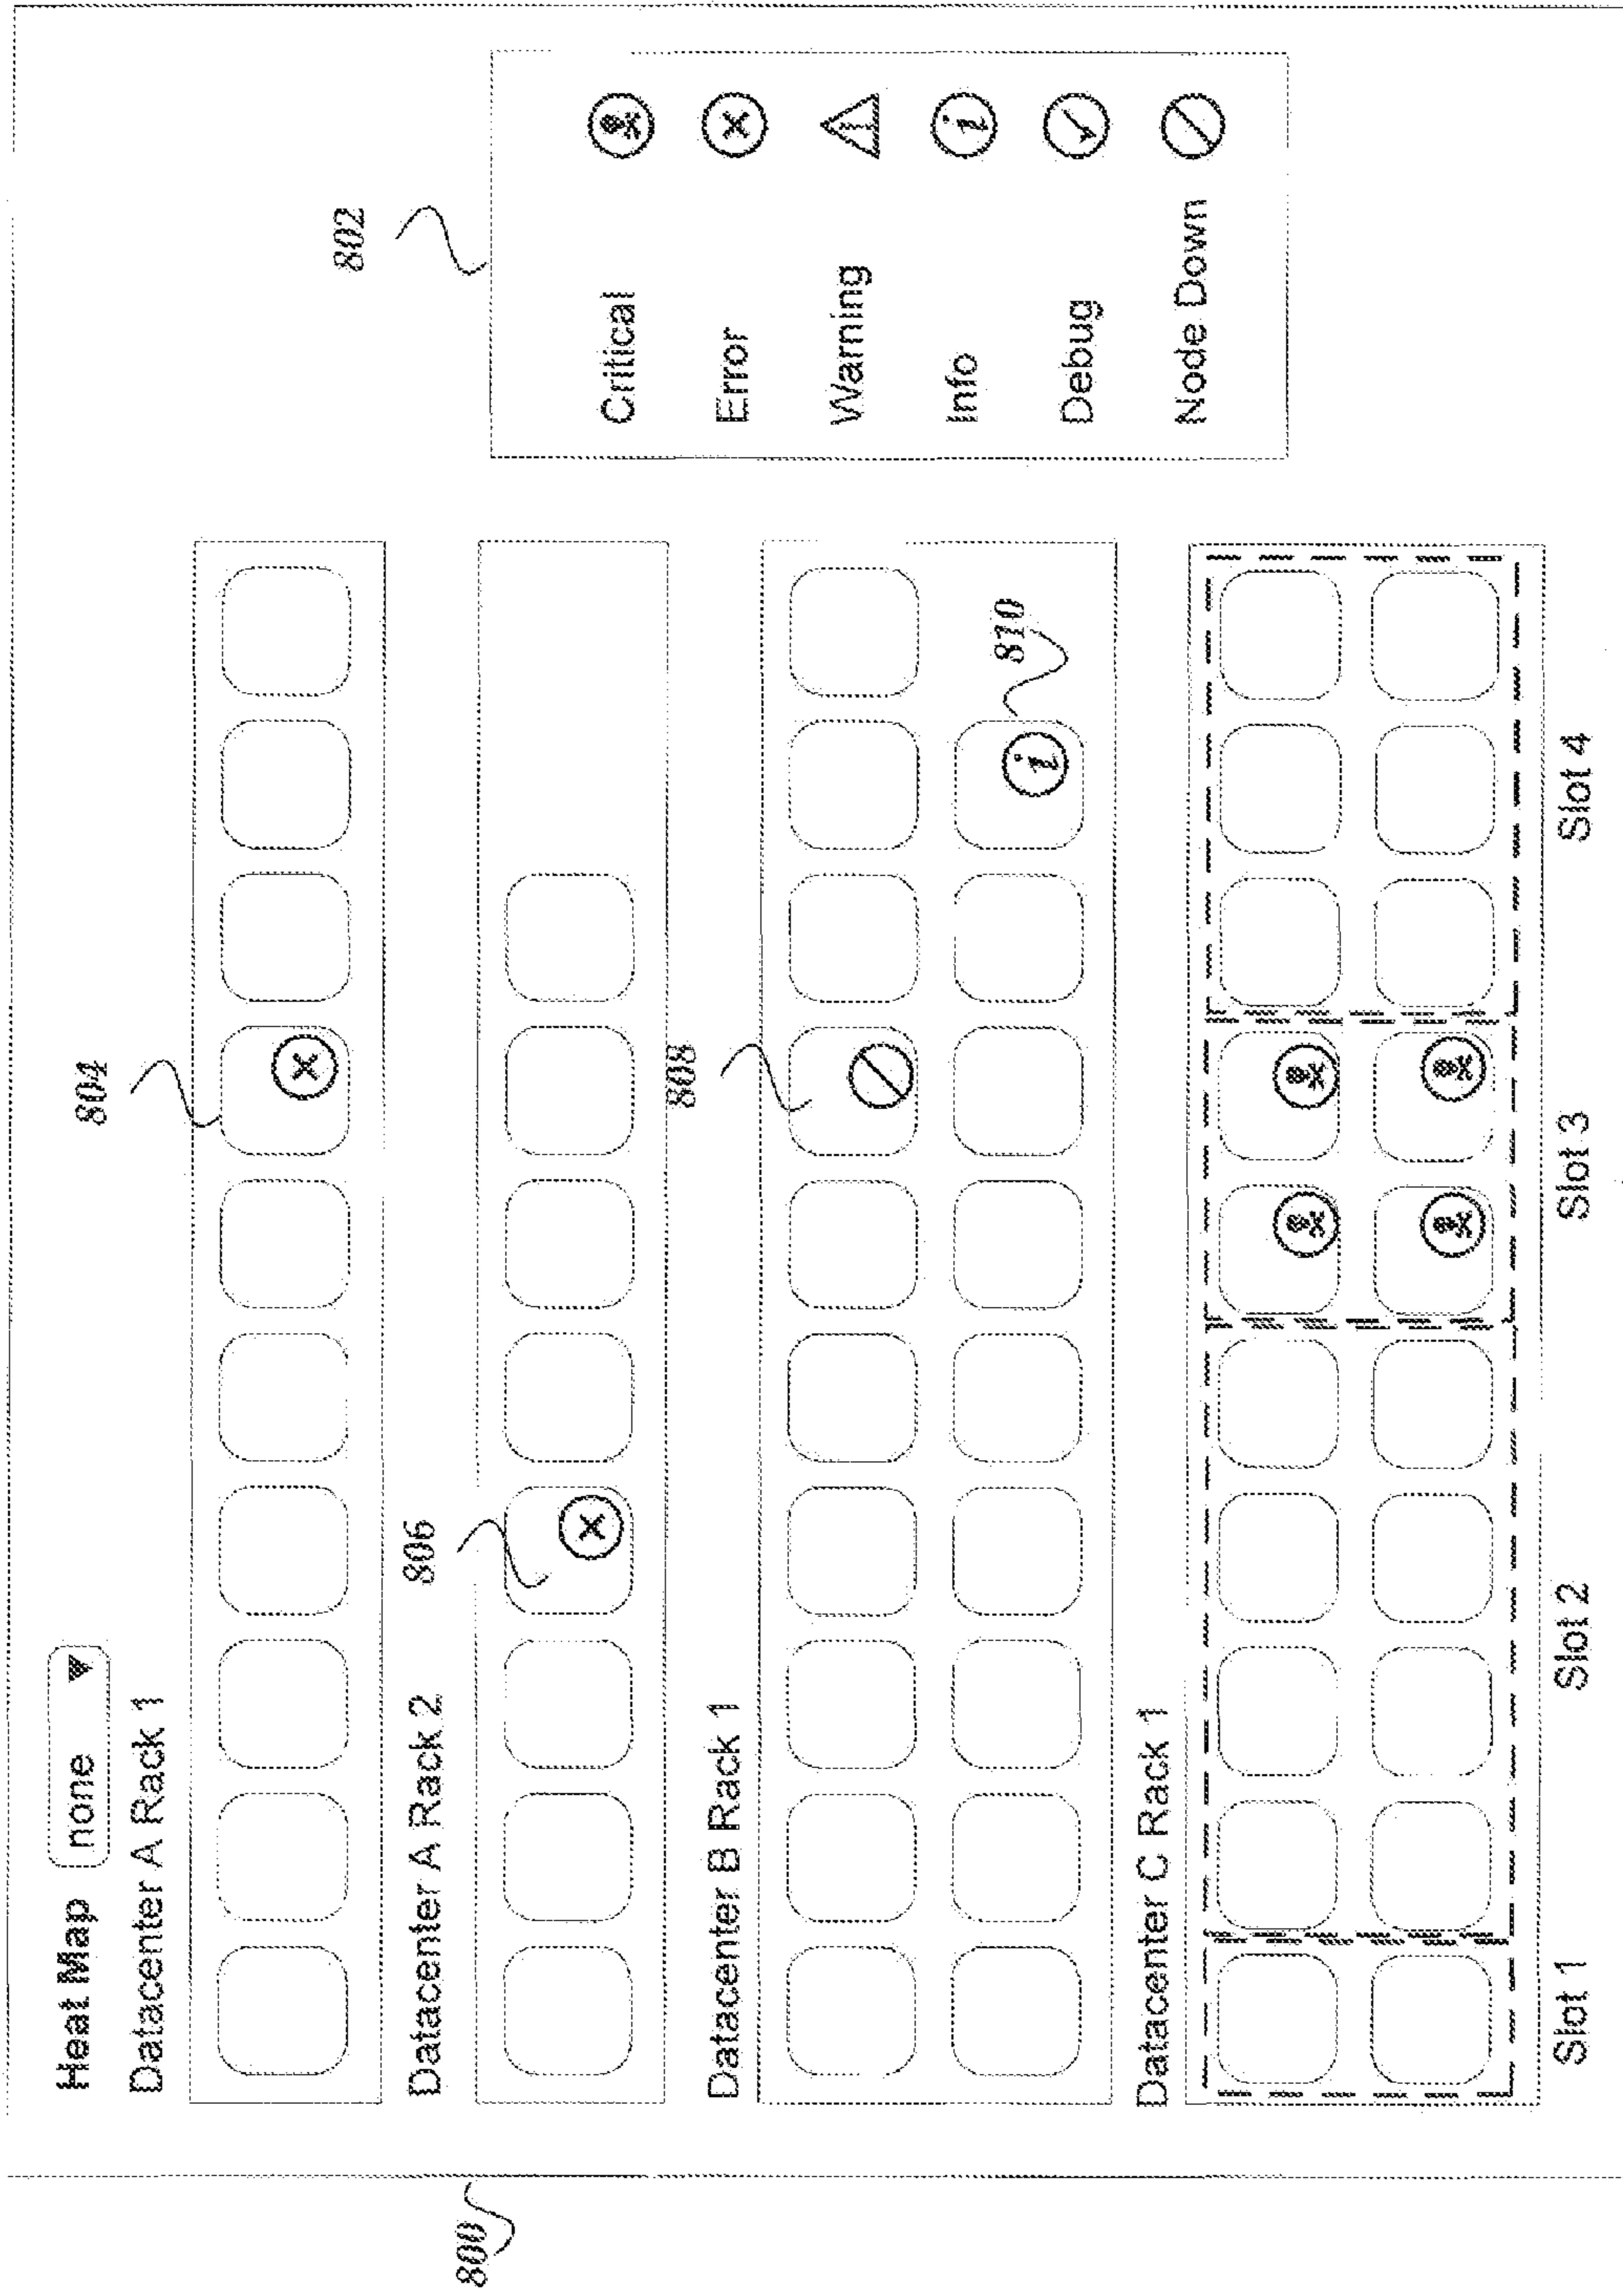 800
Heat Map none
802
Datacenter A Rack 1
804
Critical
Error
Warning
Info
Debug
Node Down
Datacenter A Rack 2
806
Datacenter B Rack 1
808
810
Datacenter C Rack 1
Slot 1 Slot 2 Slot 3 Slot 4